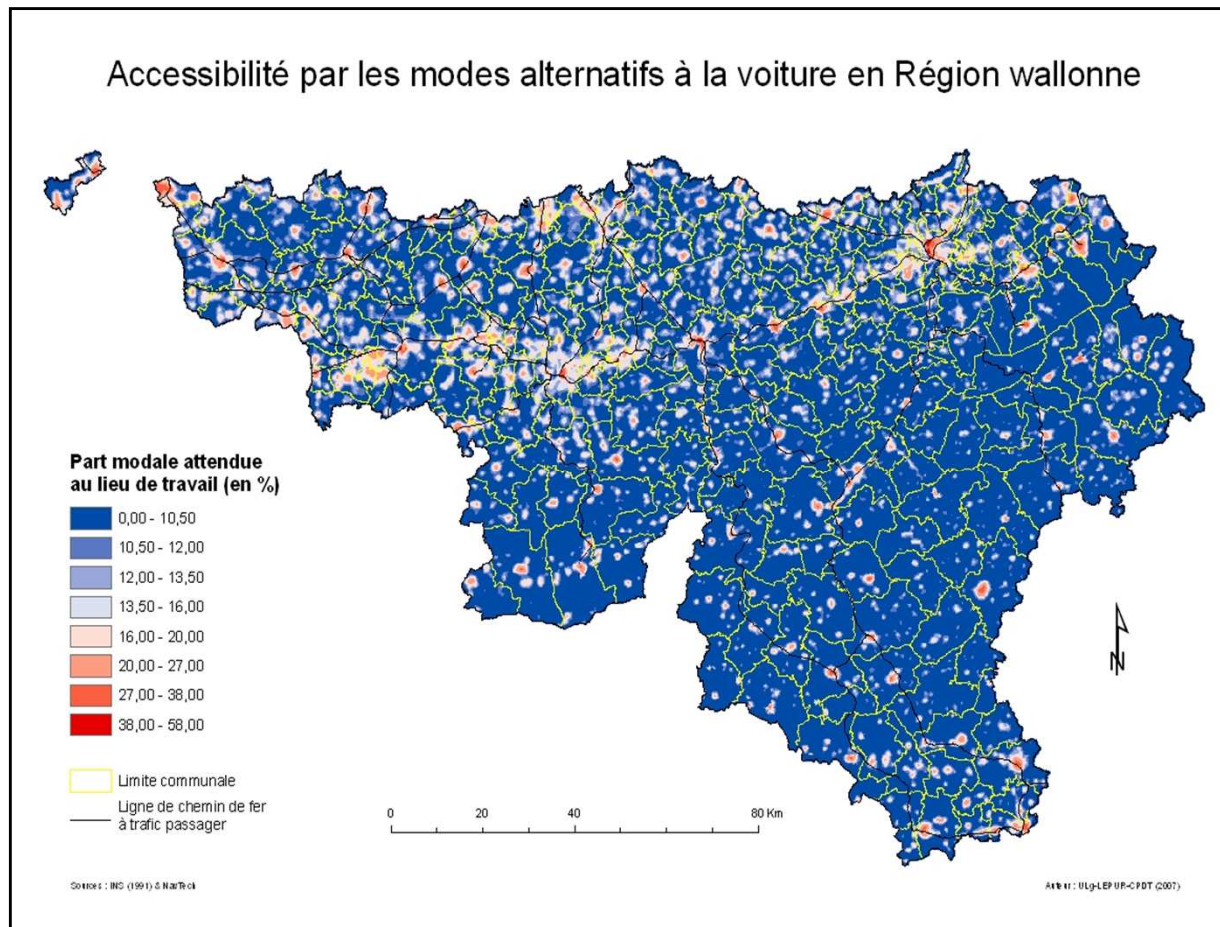 Accessibilité par les modes alternatifs à la voiture en Région wallonne
Part modale attendue
au lieu de travail (en %)
0,00 - 10,50
10,50 - 12,00
12,00 - 13,50
13,50 - 16,00
16,00 - 20,00
20,00 - 27,00
27,00 - 38,00
38,00 - 58,00
Limite communale
Ligne de chemin de fer
à trafic passager
0 20 40 80 Km
N
Sources : INS (1991) & NavTech
Auteur : ULg-LEPUR-CPDT (2007)